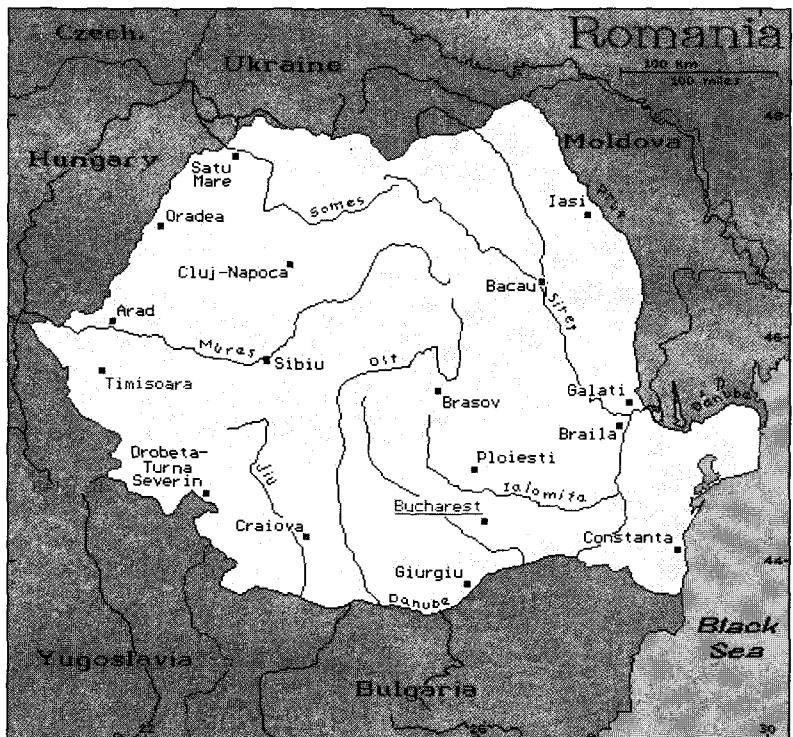 Romania
Czech.
Ukraine
100 km
100 miles
48
Moldova
Hungary
Satu
Mare
Somes
Iasi
Prut
Oradea
Cluj-Napoca
Bacau
Siret
Arad
Mures
Sibiu
46
Olt
Timisoara
Brasov
Galati
Danube
Braila
Drobeta-
Turna
Severin
Jiu
Ploiesti
Ialomita
Bucharest
Craiova
Constanta
44
Giurgiu
Danube
Black
Sea
Yugoslavia
Bulgaria
22
26
30